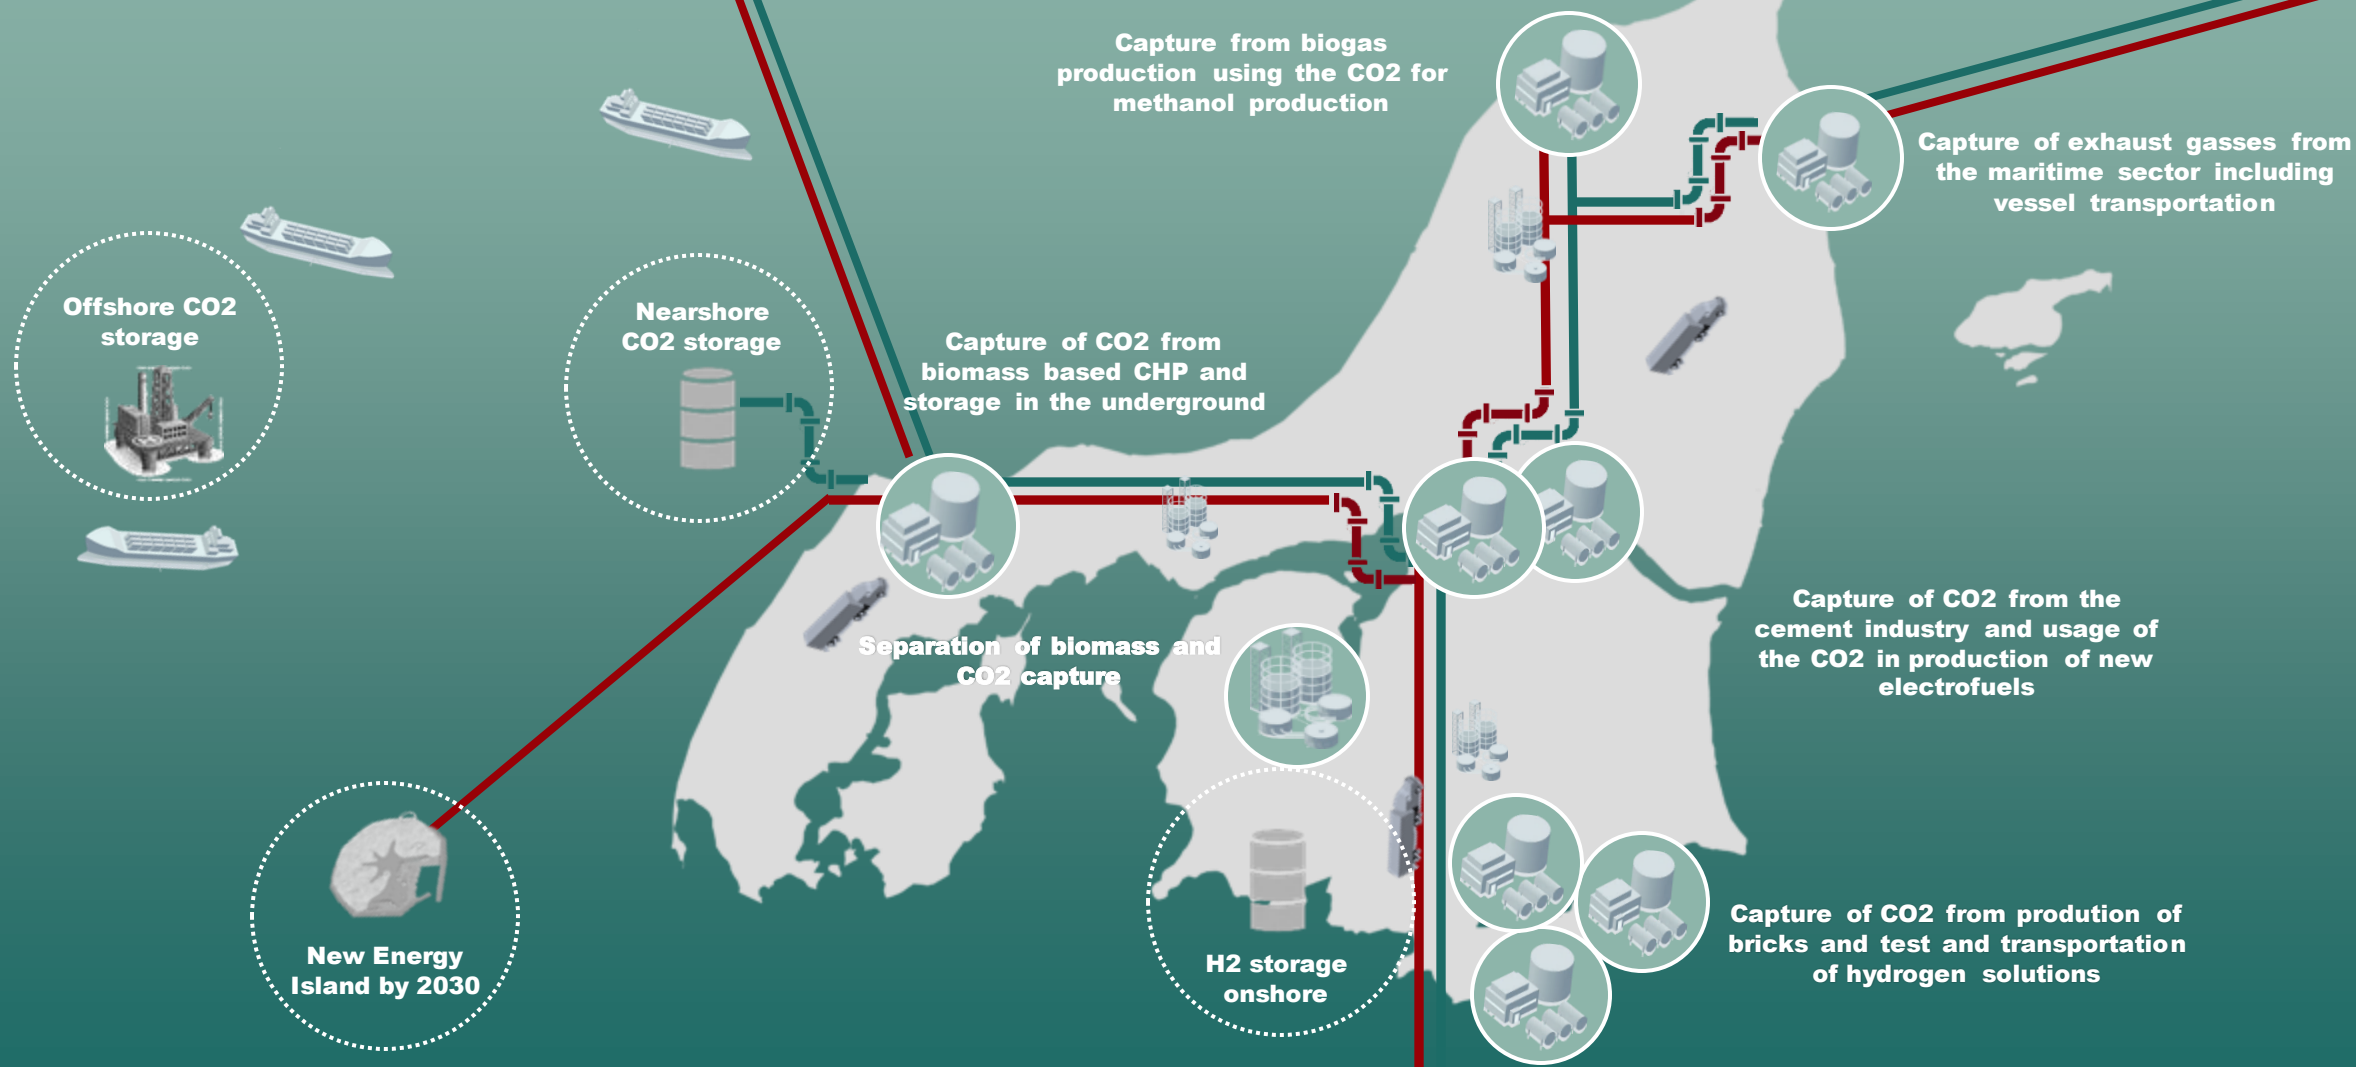 Capture from biogas
production using the CO2 for
methanol production
Capture of exhaust gasses from
the maritime sector including
vessel transportation
Offshore CO2
storage
Nearshore
CO2 storage
Capture of CO2 from
biomass based CHP and
storage in the underground
Separation of biomass and
CO2 capture
Capture of CO2 from the
cement industry and usage of
the CO2 in production of new
electrofuels
New Energy
Island by 2030
H2 storage
onshore
Capture of CO2 from prodution of
bricks and test and transportation
of hydrogen solutions